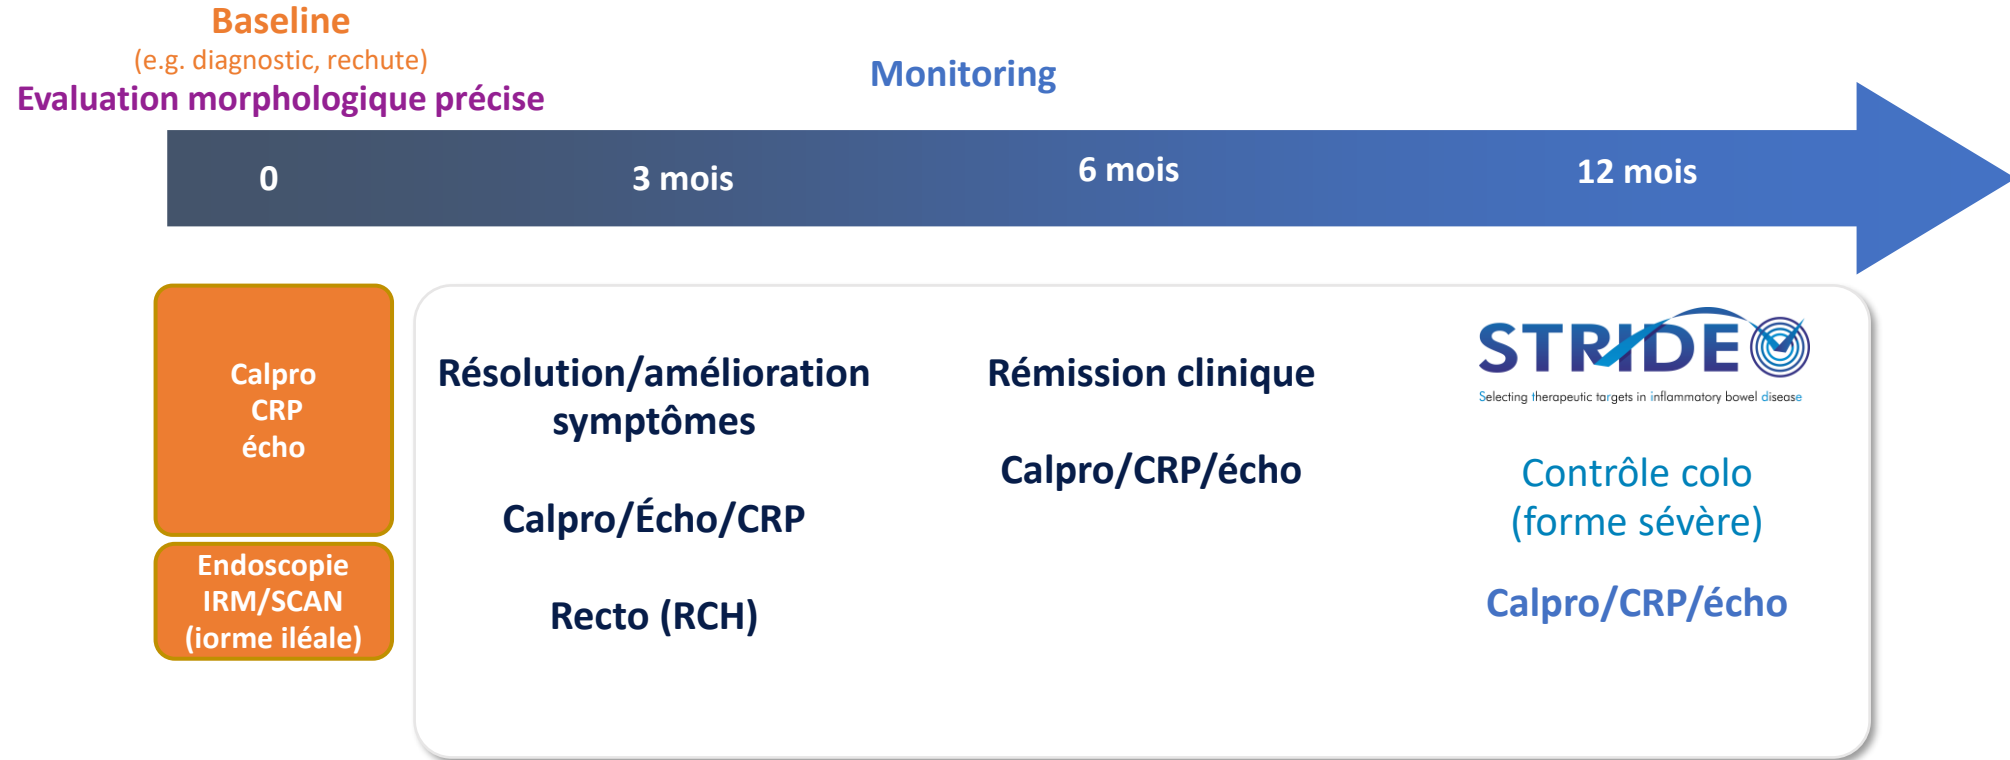 Baseline
(e.g. diagnostic, rechute)
Evaluation morphologique précise
Monitoring
0
3 mois
6 mois
12 mois
Calpro
CRP
écho
Endoscopie
IRM/SCAN
(iorme iléale)
Résolution/amélioration
symptômes
Calpro/Écho/CRP
Recto (RCH)
Rémission clinique
Calpro/CRP/écho
STRIDE
Selecting therapeutic targets in inflammatory bowel disease
Contrôle colo
(forme sévère)
Calpro/CRP/écho